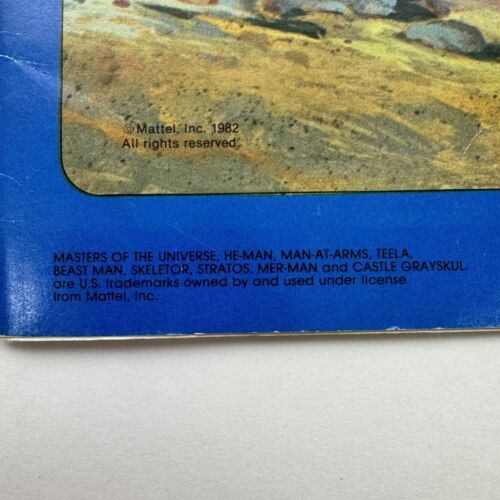 ©Mattel, Inc. 1982
All rights reserved
MASTERS OF THE UNIVERSE, HE-MAN, MAN-AT-ARMS, TEELA,
BEAST MAN, SKELETOR, STRATOS, MER-MAN and CASTLE GRAYSKUL
are U.S. trademarks owned by and used under license
from Mattel, Inc.